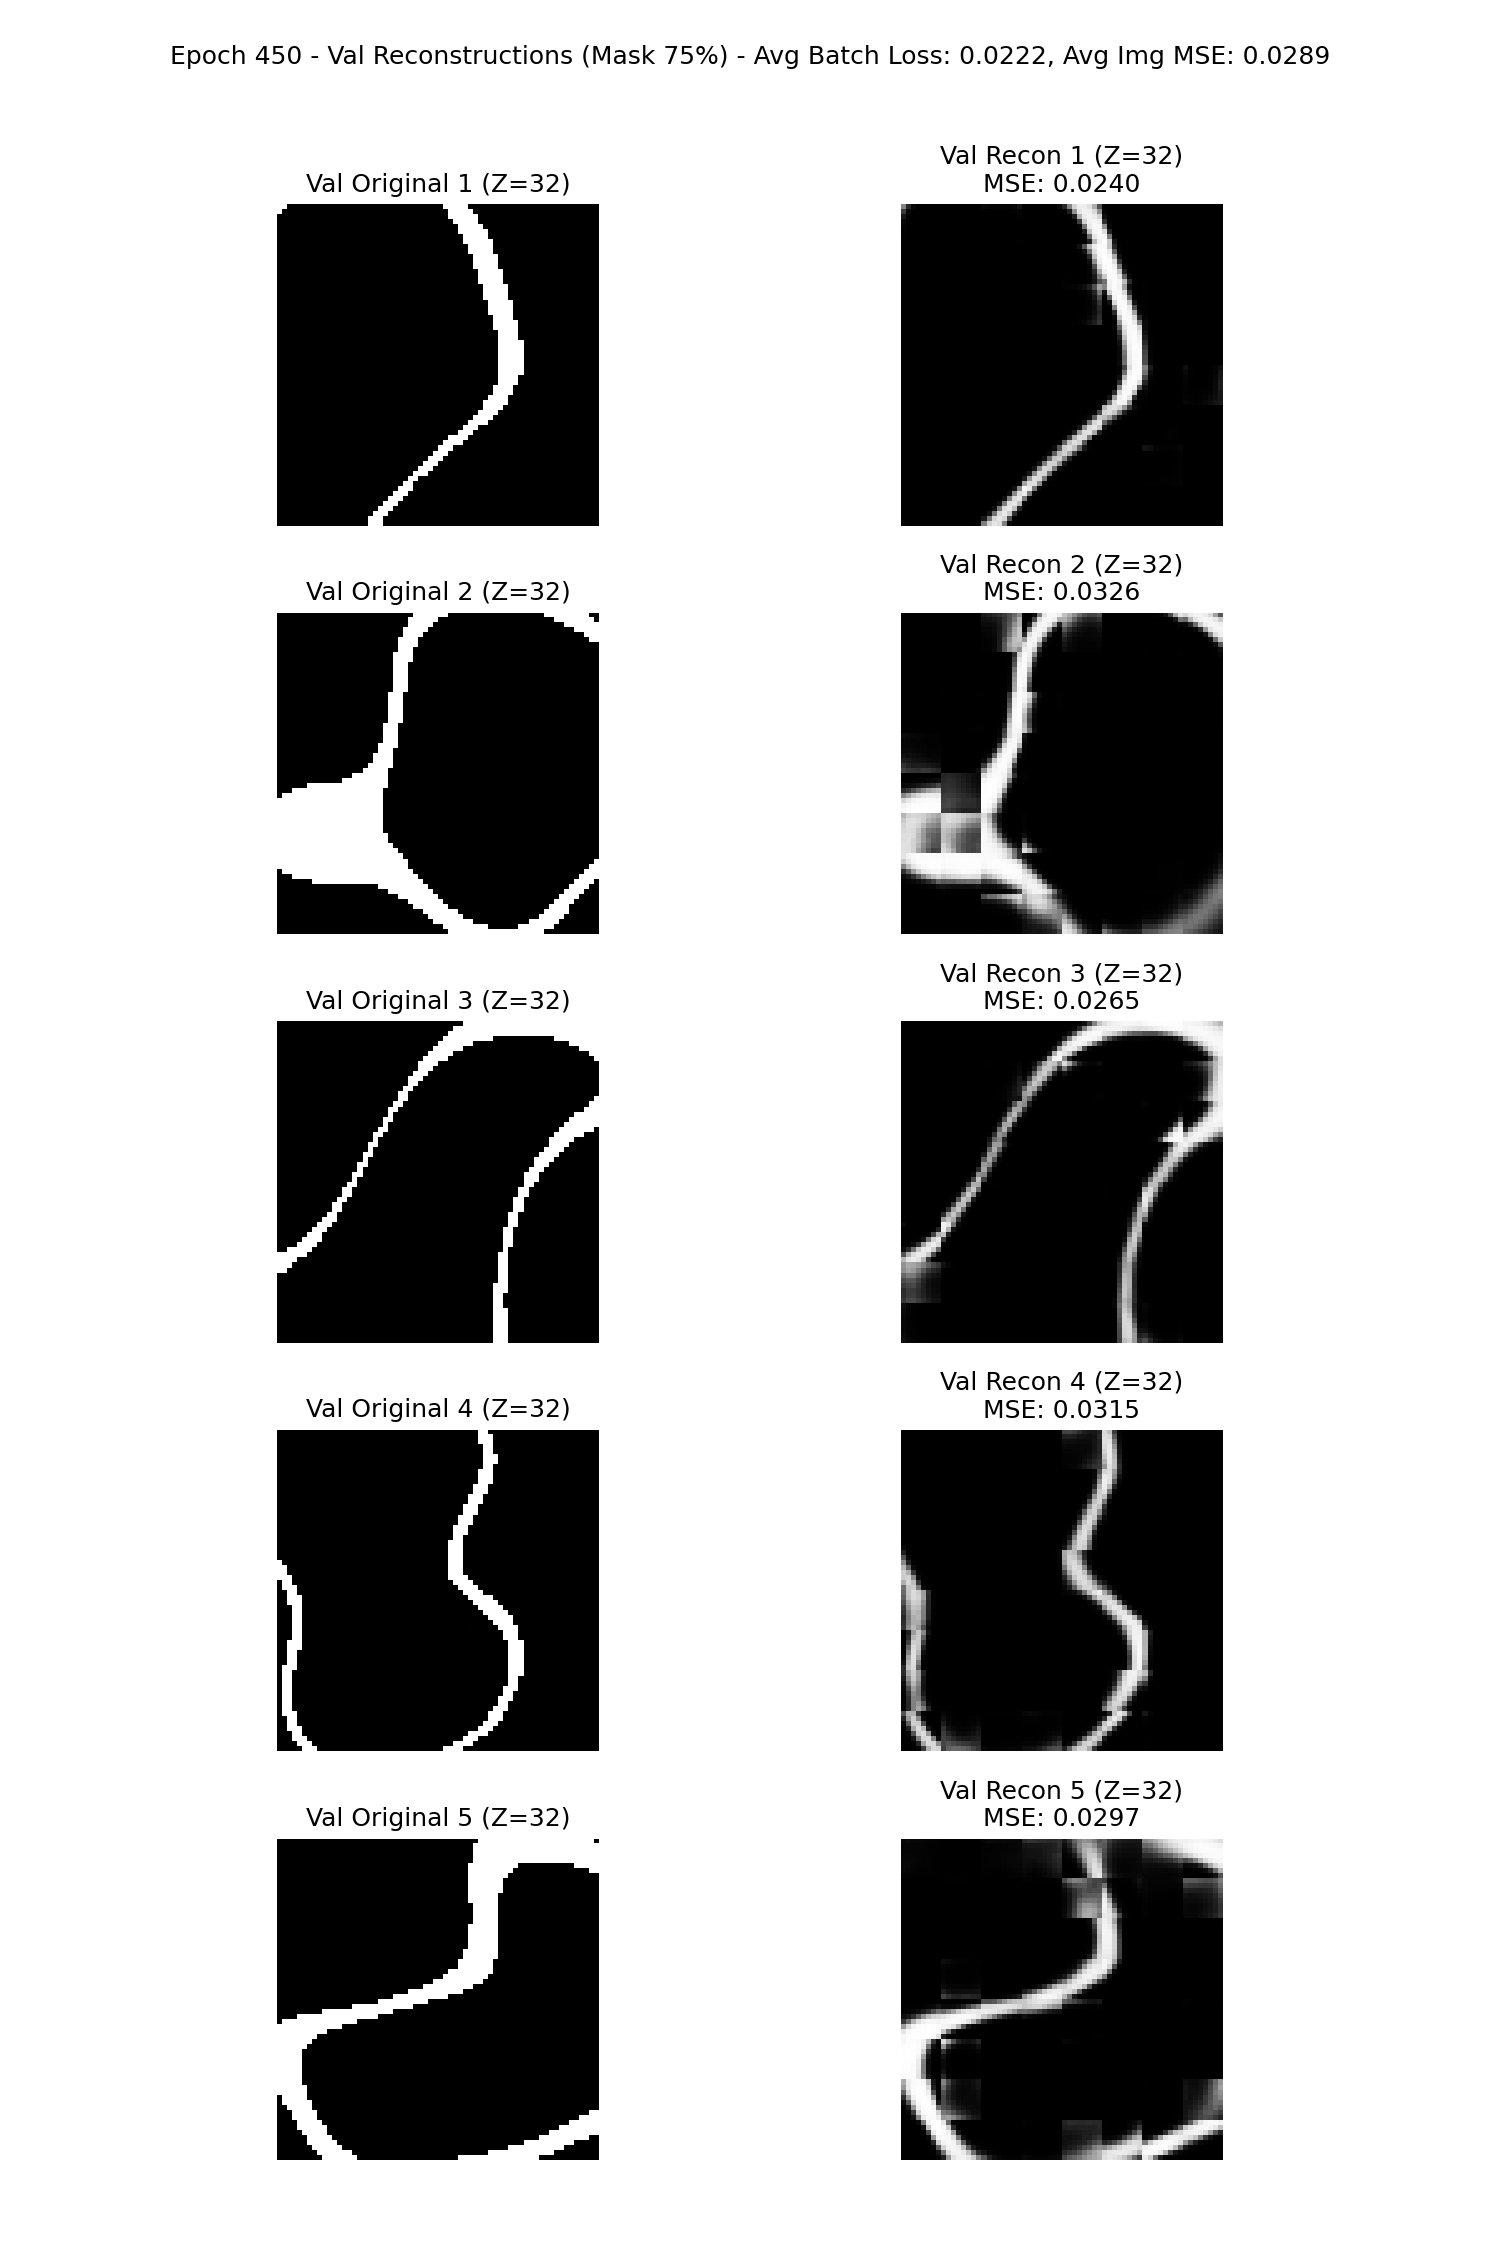 Epoch 450 - Val Reconstructions (Mask 75%) - Avg Batch Loss: 0.0222, Avg Img MSE: 0.0289
Val Original 1 (Z=32)
Val Recon 1 (Z=32)
MSE: 0.0240
Val Original 2 (Z=32)
Val Recon 2 (Z=32)
MSE: 0.0326
Val Original 3 (Z=32)
Val Recon 3 (Z=32)
MSE: 0.0265
Val Original 4 (Z=32)
Val Recon 4 (Z=32)
MSE: 0.0315
Val Original 5 (Z=32)
Val Recon 5 (Z=32)
MSE: 0.0297